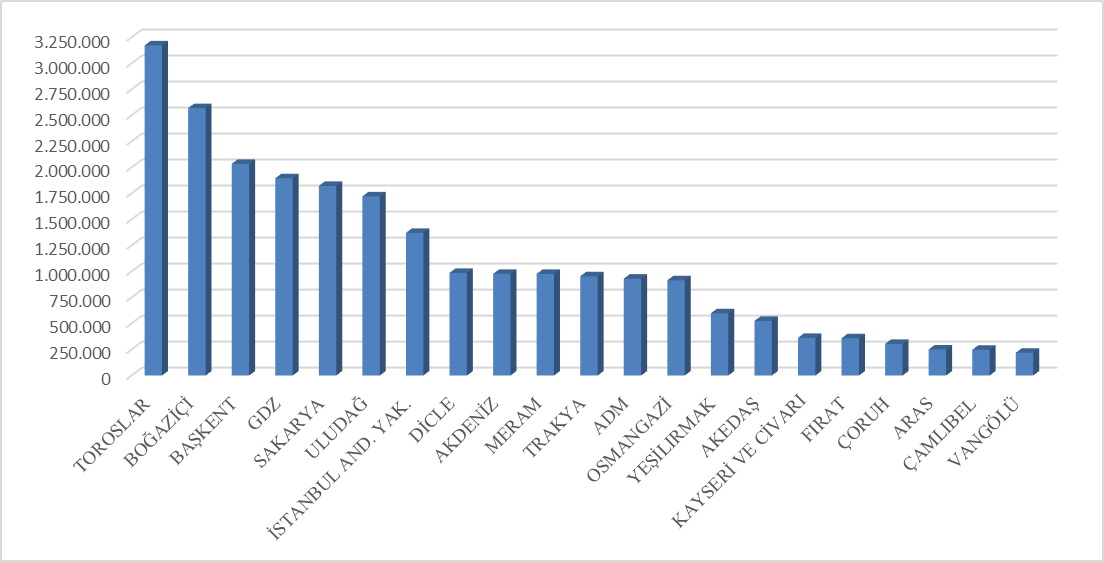 3.250.000
3.000.000
2.750.000
2.500.000
2.250.000
2.000.000
1.750.000
1.500.000
1.250.000
1.000.000
750.000
500.000
250.000
0
TOROSLAR
BOĞAZİÇİ
BAŞKENT
GDZ
SAKARYA
ULUDAĞ
İSTANBUL AND. YAK.
DİCLE
AKDENİZ
MERAM
TRAKYA
ADM
OSMANGAZİ
YEŞİLIRMAK
AKEDAŞ
KAYSERİ VE CİVARI
FIRAT
ÇORUH
ARAS
ÇAMLIBEL
VANGÖLÜ